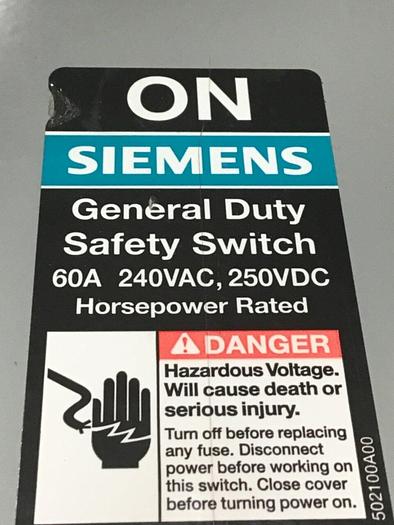 ON
SIEMENS
General Duty
Safety Switch
60A 240VAC, 250VDC
Horsepower Rated
DANGER
Hazardous Voltage.
Will cause death or
serious injury.
Turn off before replacing
any fuse. Disconnect
power before working on
this switch. Close cover
before turning power on.
502100A00